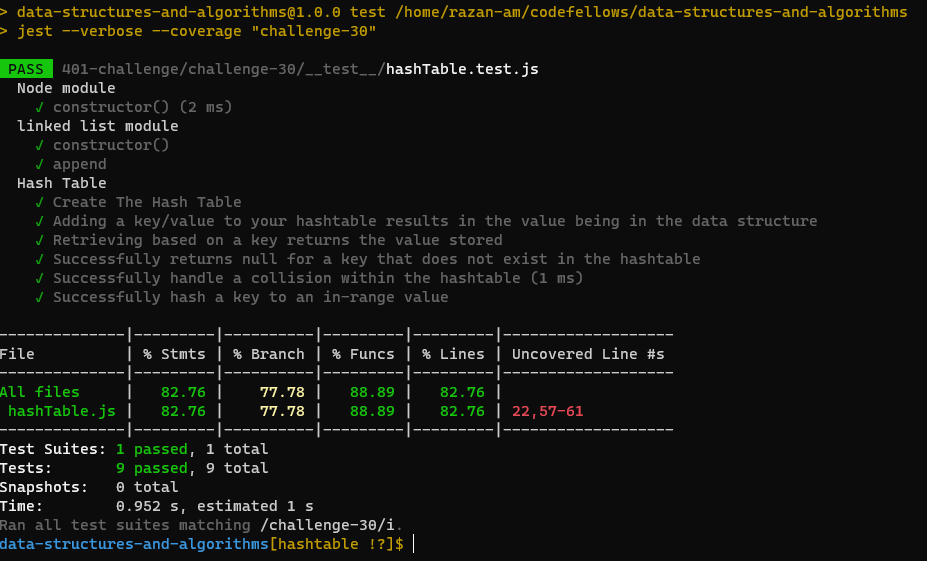 > data-structures-and-algorithms@1.0.0 test /home/razan-am/codefellows/data-structures-and-algorithms
> jest --verbose --coverage "challenge-30"

PASS 401-challenge/challenge-30/__test__/hashTable.test.js
  Node module
    ✓ constructor() (2 ms)
  linked list module
    ✓ constructor()
    ✓ append
  Hash Table
    ✓ Create The Hash Table
    ✓ Adding a key/value to your hashtable results in the value being in the data structure
    ✓ Retrieving based on a key returns the value stored
    ✓ Successfully returns null for a key that does not exist in the hashtable
    ✓ Successfully handle a collision within the hashtable (1 ms)
    ✓ Successfully hash a key to an in-range value

--------------|---------|----------|---------|---------|-------------------
File          | % Stmts | % Branch | % Funcs | % Lines | Uncovered Line #s
--------------|---------|----------|---------|---------|-------------------
All files     |   82.76 |    77.78 |   88.89 |   82.76 |
 hashTable.js |   82.76 |    77.78 |   88.89 |   82.76 | 22,57-61
--------------|---------|----------|---------|---------|-------------------
Test Suites: 1 passed, 1 total
Tests:       9 passed, 9 total
Snapshots:   0 total
Time:        0.952 s, estimated 1 s
Ran all test suites matching /challenge-30/i.
data-structures-and-algorithms[hashtable !?]$